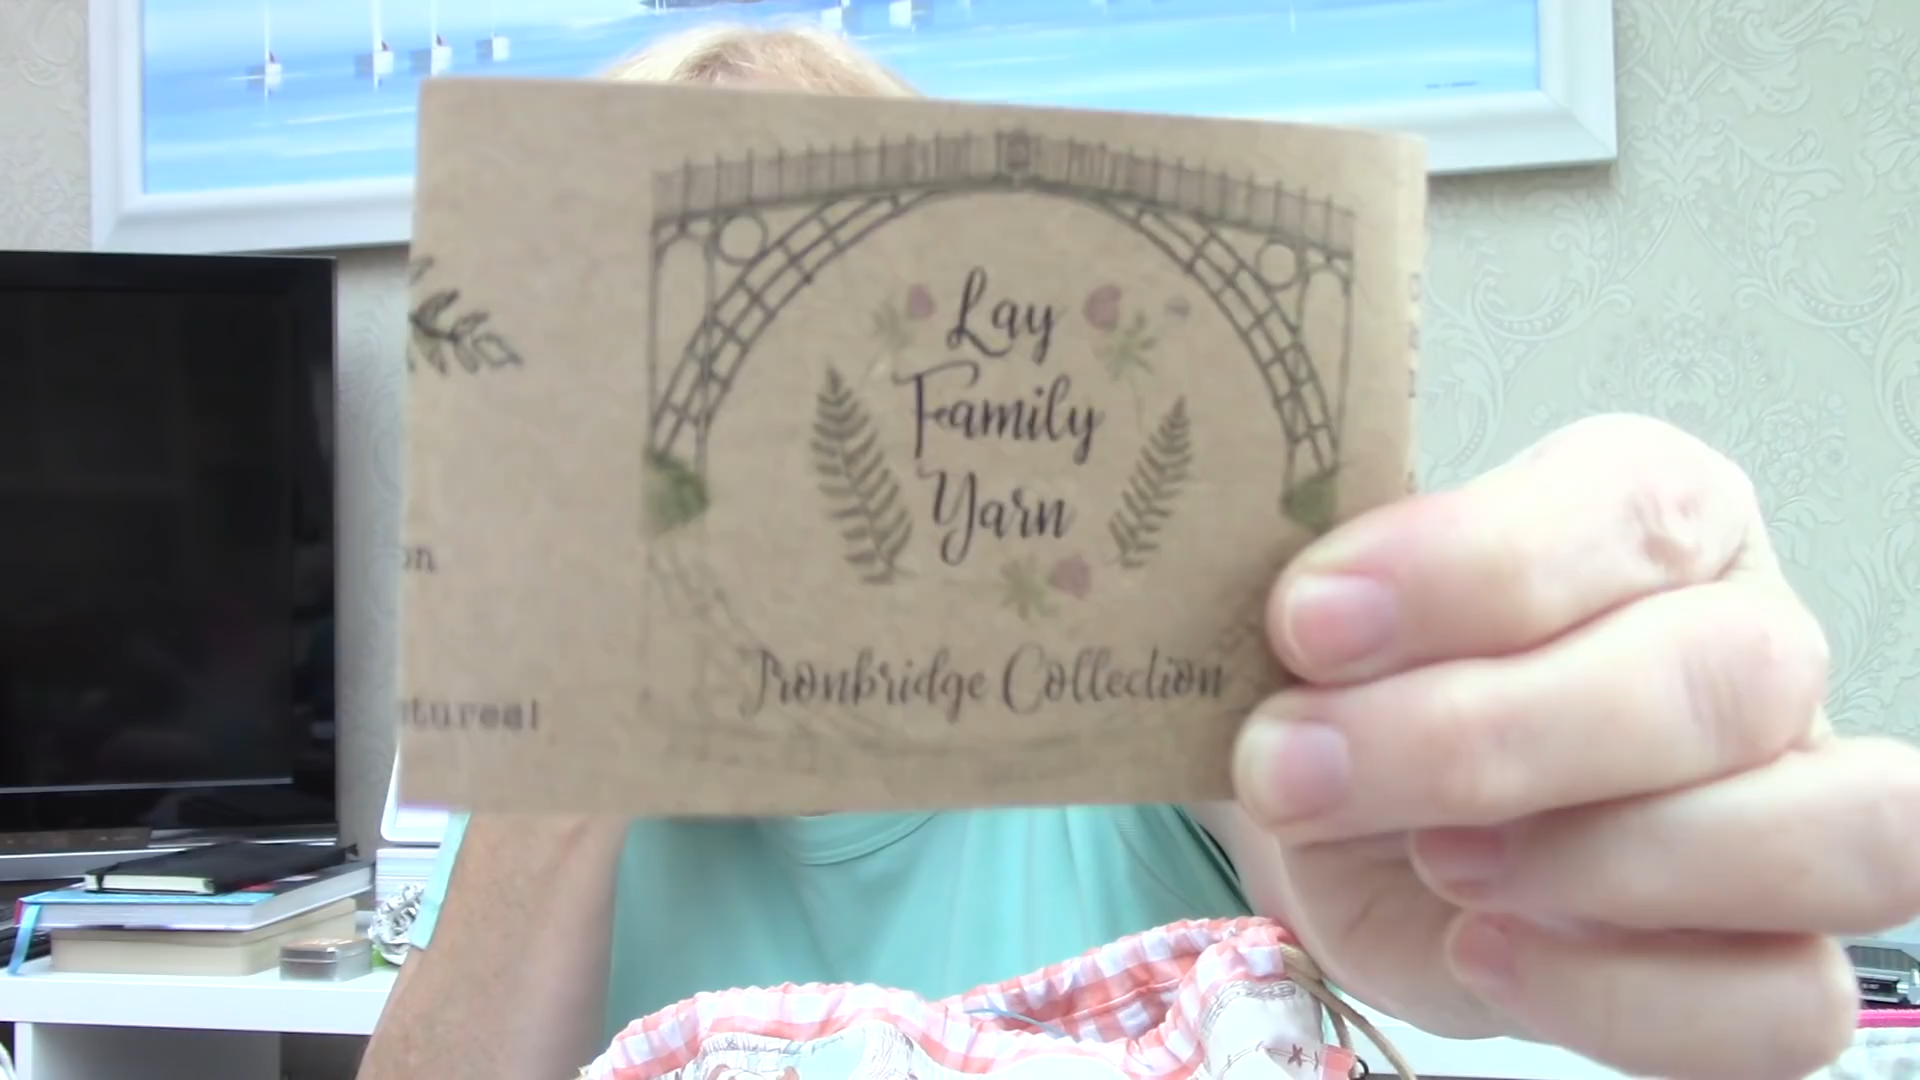 Lay
Family
Yarn
Ironbridge Collection
on
tures!